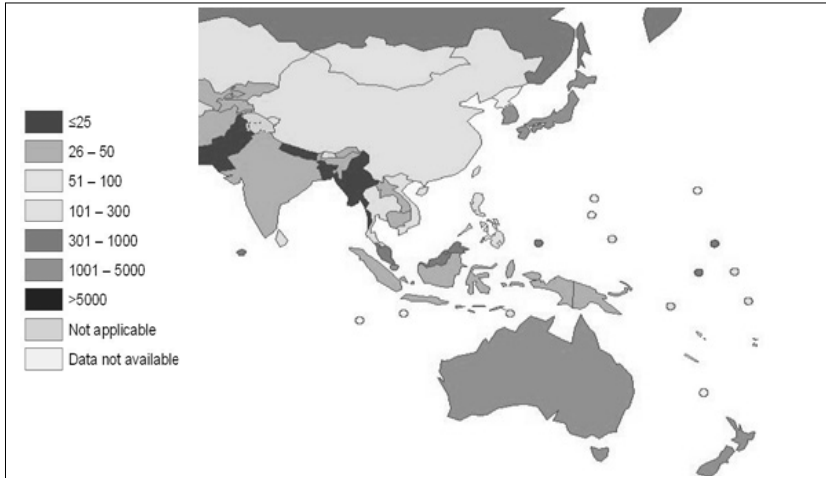 ≤25
26 – 50
51 – 100
101 – 300
301 – 1000
1001 – 5000
>5000
Not applicable
Data not available